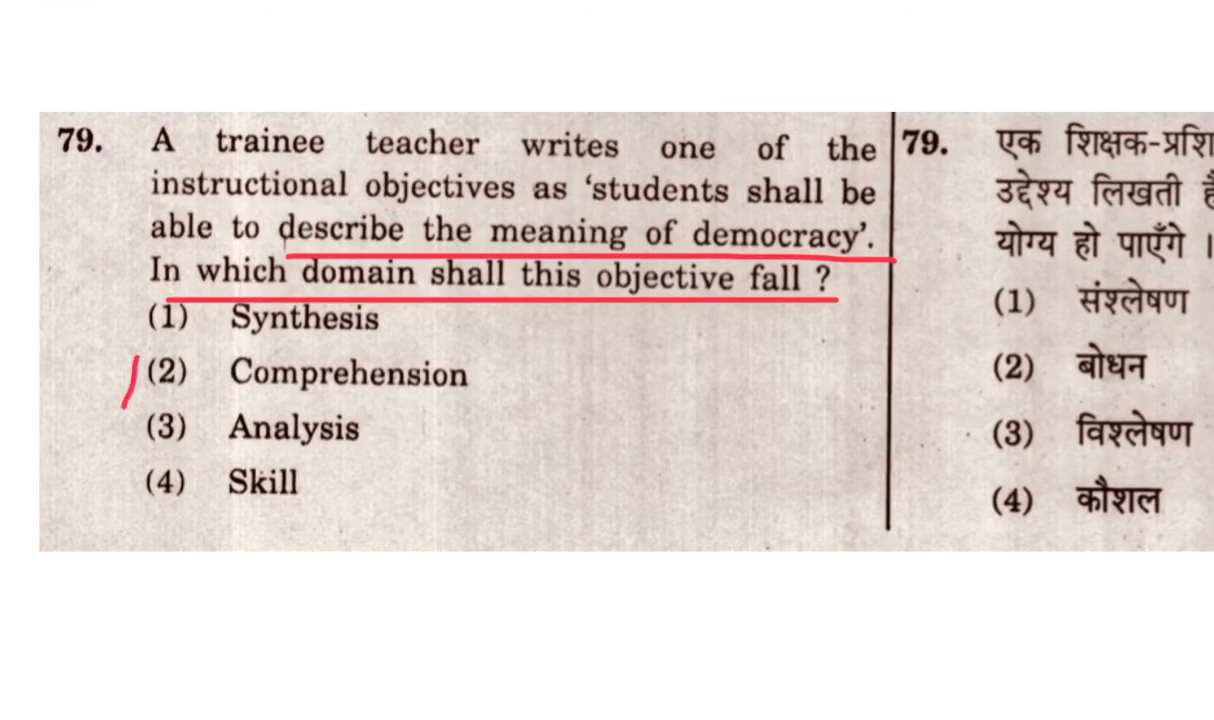 79. A trainee teacher writes one of the
instructional objectives as 'students shall be
able to describe the meaning of democracy'.
In which domain shall this objective fall ?
(1) Synthesis
(2) Comprehension
(3) Analysis
(4) Skill
79. एक शिक्षक-प्रशि
उद्देश्य लिखती है
योग्य हो पाएँगे ।
(1) संश्लेषण
(2) बोधन
(3) विश्लेषण
(4) कौशल